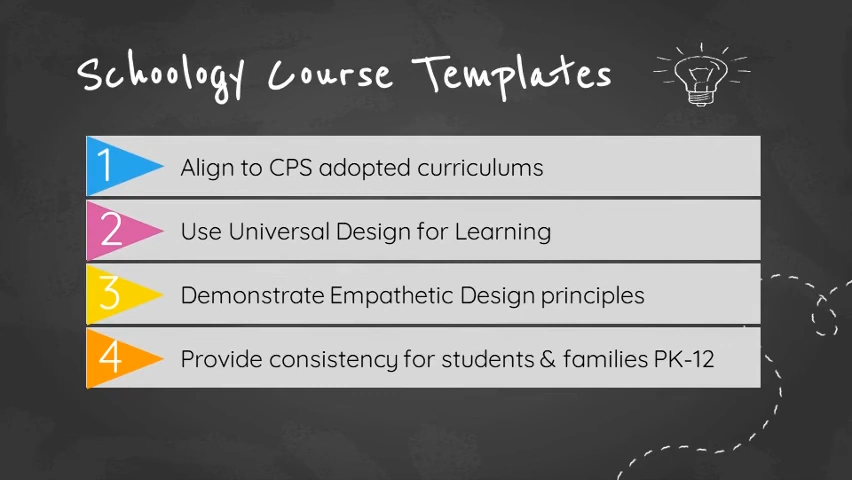 Schoology Course Templates
1 Align to CPS adopted curriculums
2 Use Universal Design for Learning
3 Demonstrate Empathetic Design principles
4 Provide consistency for students & families PK-12